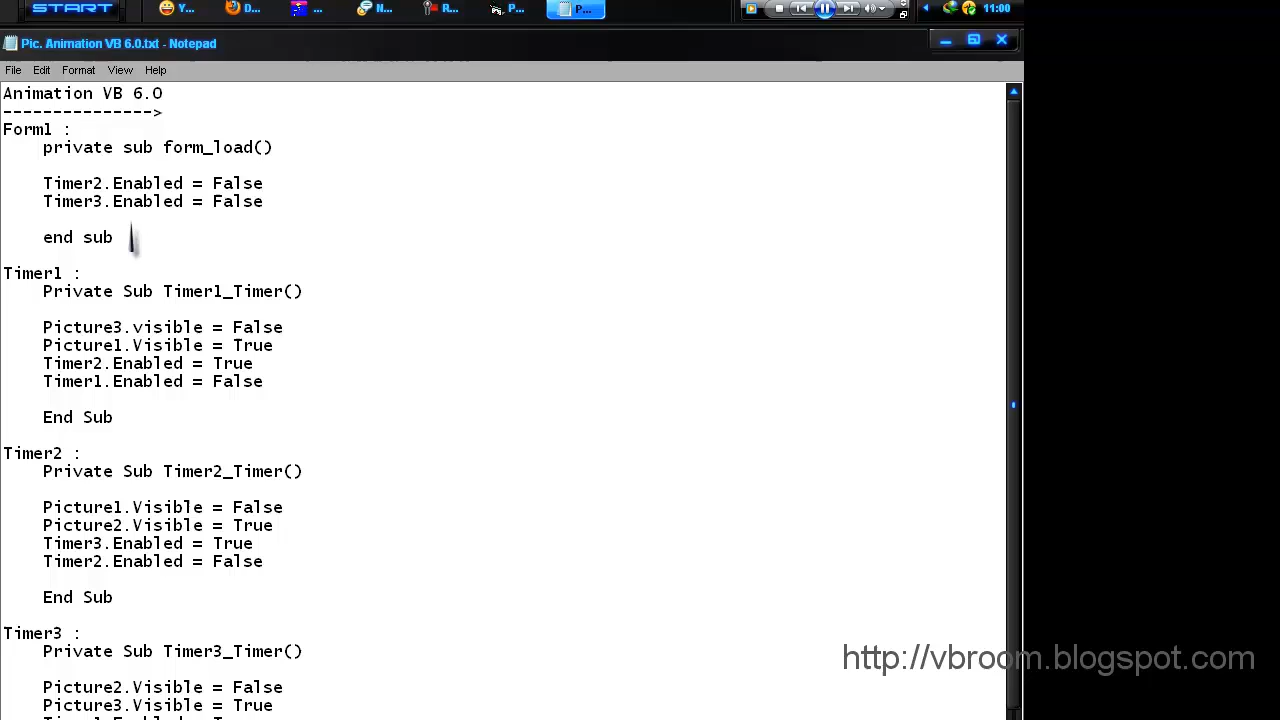 START
Y...
D...
...
N...
R...
P...
P...
11:00
Pic. Animation VB 6.0.txt - Notepad
File Edit Format View Help
Animation VB 6.0
--------------->
Form1 :
private sub form_load()
Timer2.Enabled = False
Timer3.Enabled = False
end sub
Timer1 :
Private Sub Timer1_Timer()
Picture3.visible = False
Picture1.Visible = True
Timer2.Enabled = True
Timer1.Enabled = False
End Sub
Timer2 :
Private Sub Timer2_Timer()
Picture1.Visible = False
Picture2.Visible = True
Timer3.Enabled = True
Timer2.Enabled = False
End Sub
Timer3 :
Private Sub Timer3_Timer()
Picture2.Visible = False
Picture3.Visible = True
http://vbroom.blogspot.com